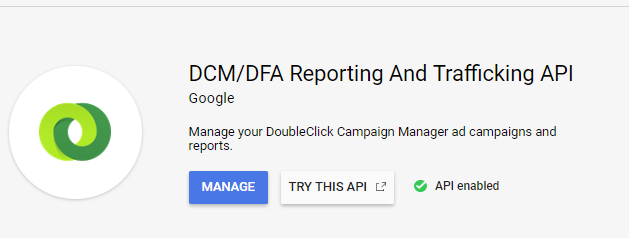 DCM/DFA Reporting And Trafficking API
Google
Manage your DoubleClick Campaign Manager ad campaigns and
reports.
MANAGE TRY THIS API API enabled